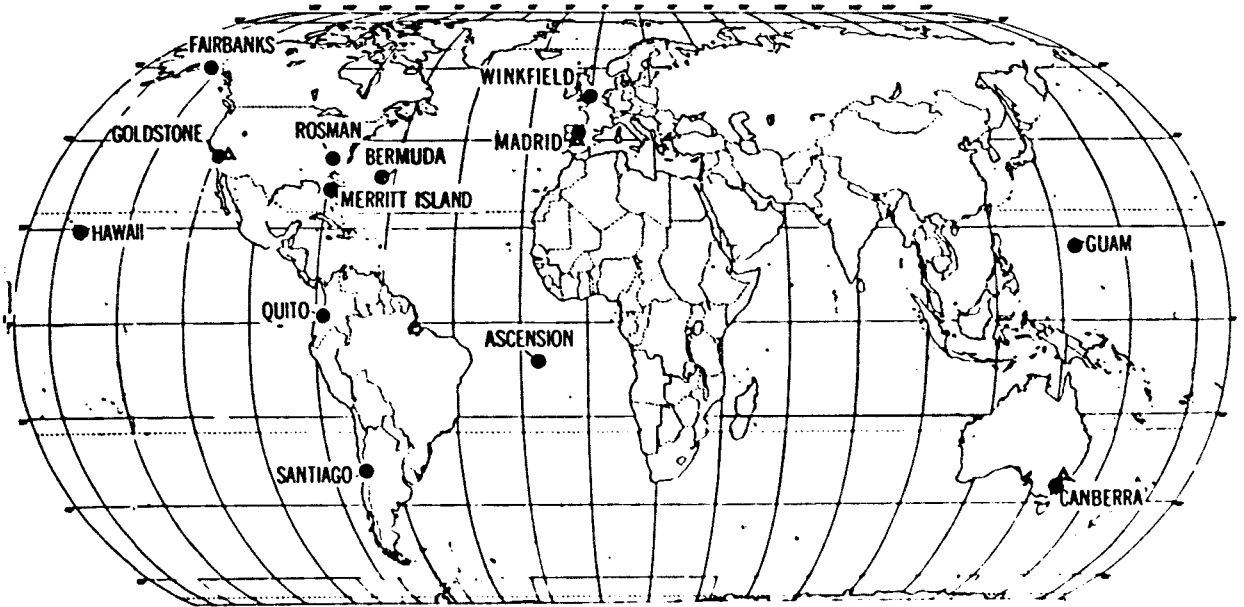 FAIRBANKS
WINKFIELD
GOLDSTONE
ROSMAN
MADRID
BERMUDA
MERRITT ISLAND
HAWAII
GUAM
QUITO
ASCENSION
SANTIAGO
CANBERRA